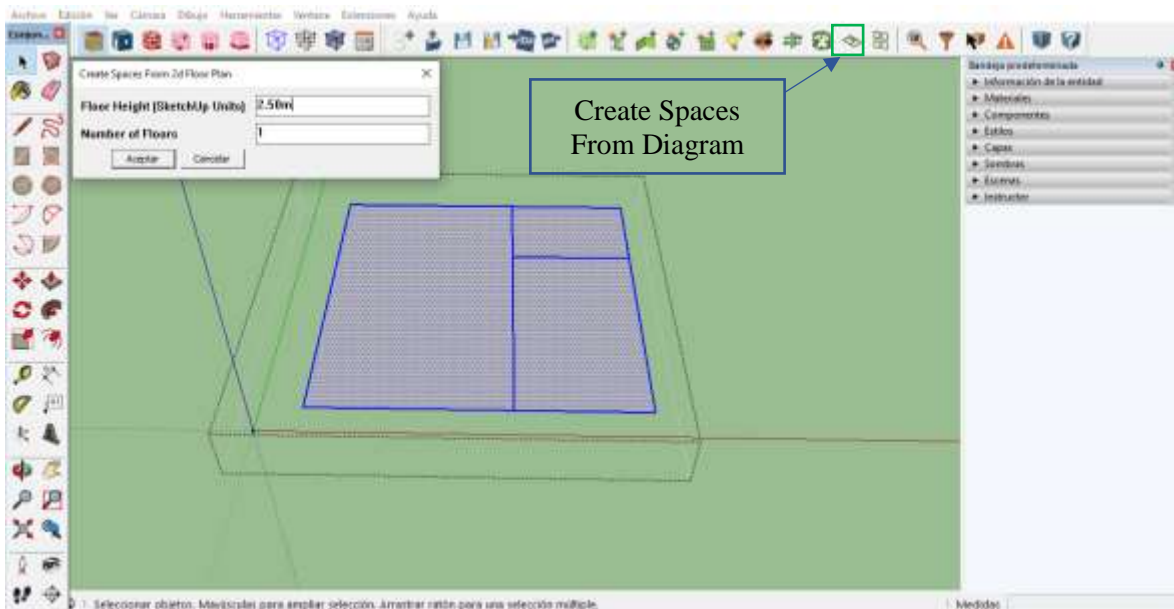 Archivo Edición Ver Cámara Dibujo Herramientas Ventana Extensiones Ayuda
Conjun...
Bandeja predeterminada
Create Spaces From 2d Floor Plan
Floor Height (SketchUp Units) 2.50m
Number of Floors 1
Aceptar Cancelar
Create Spaces
From Diagram
Información de la entidad
Materiales
Componentes
Estilos
Capas
Sombras
Escenas
Instructor
Seleccionar objetos. Mayúsculas para ampliar selección. Arrastrar ratón para una selección múltiple.
Medidas